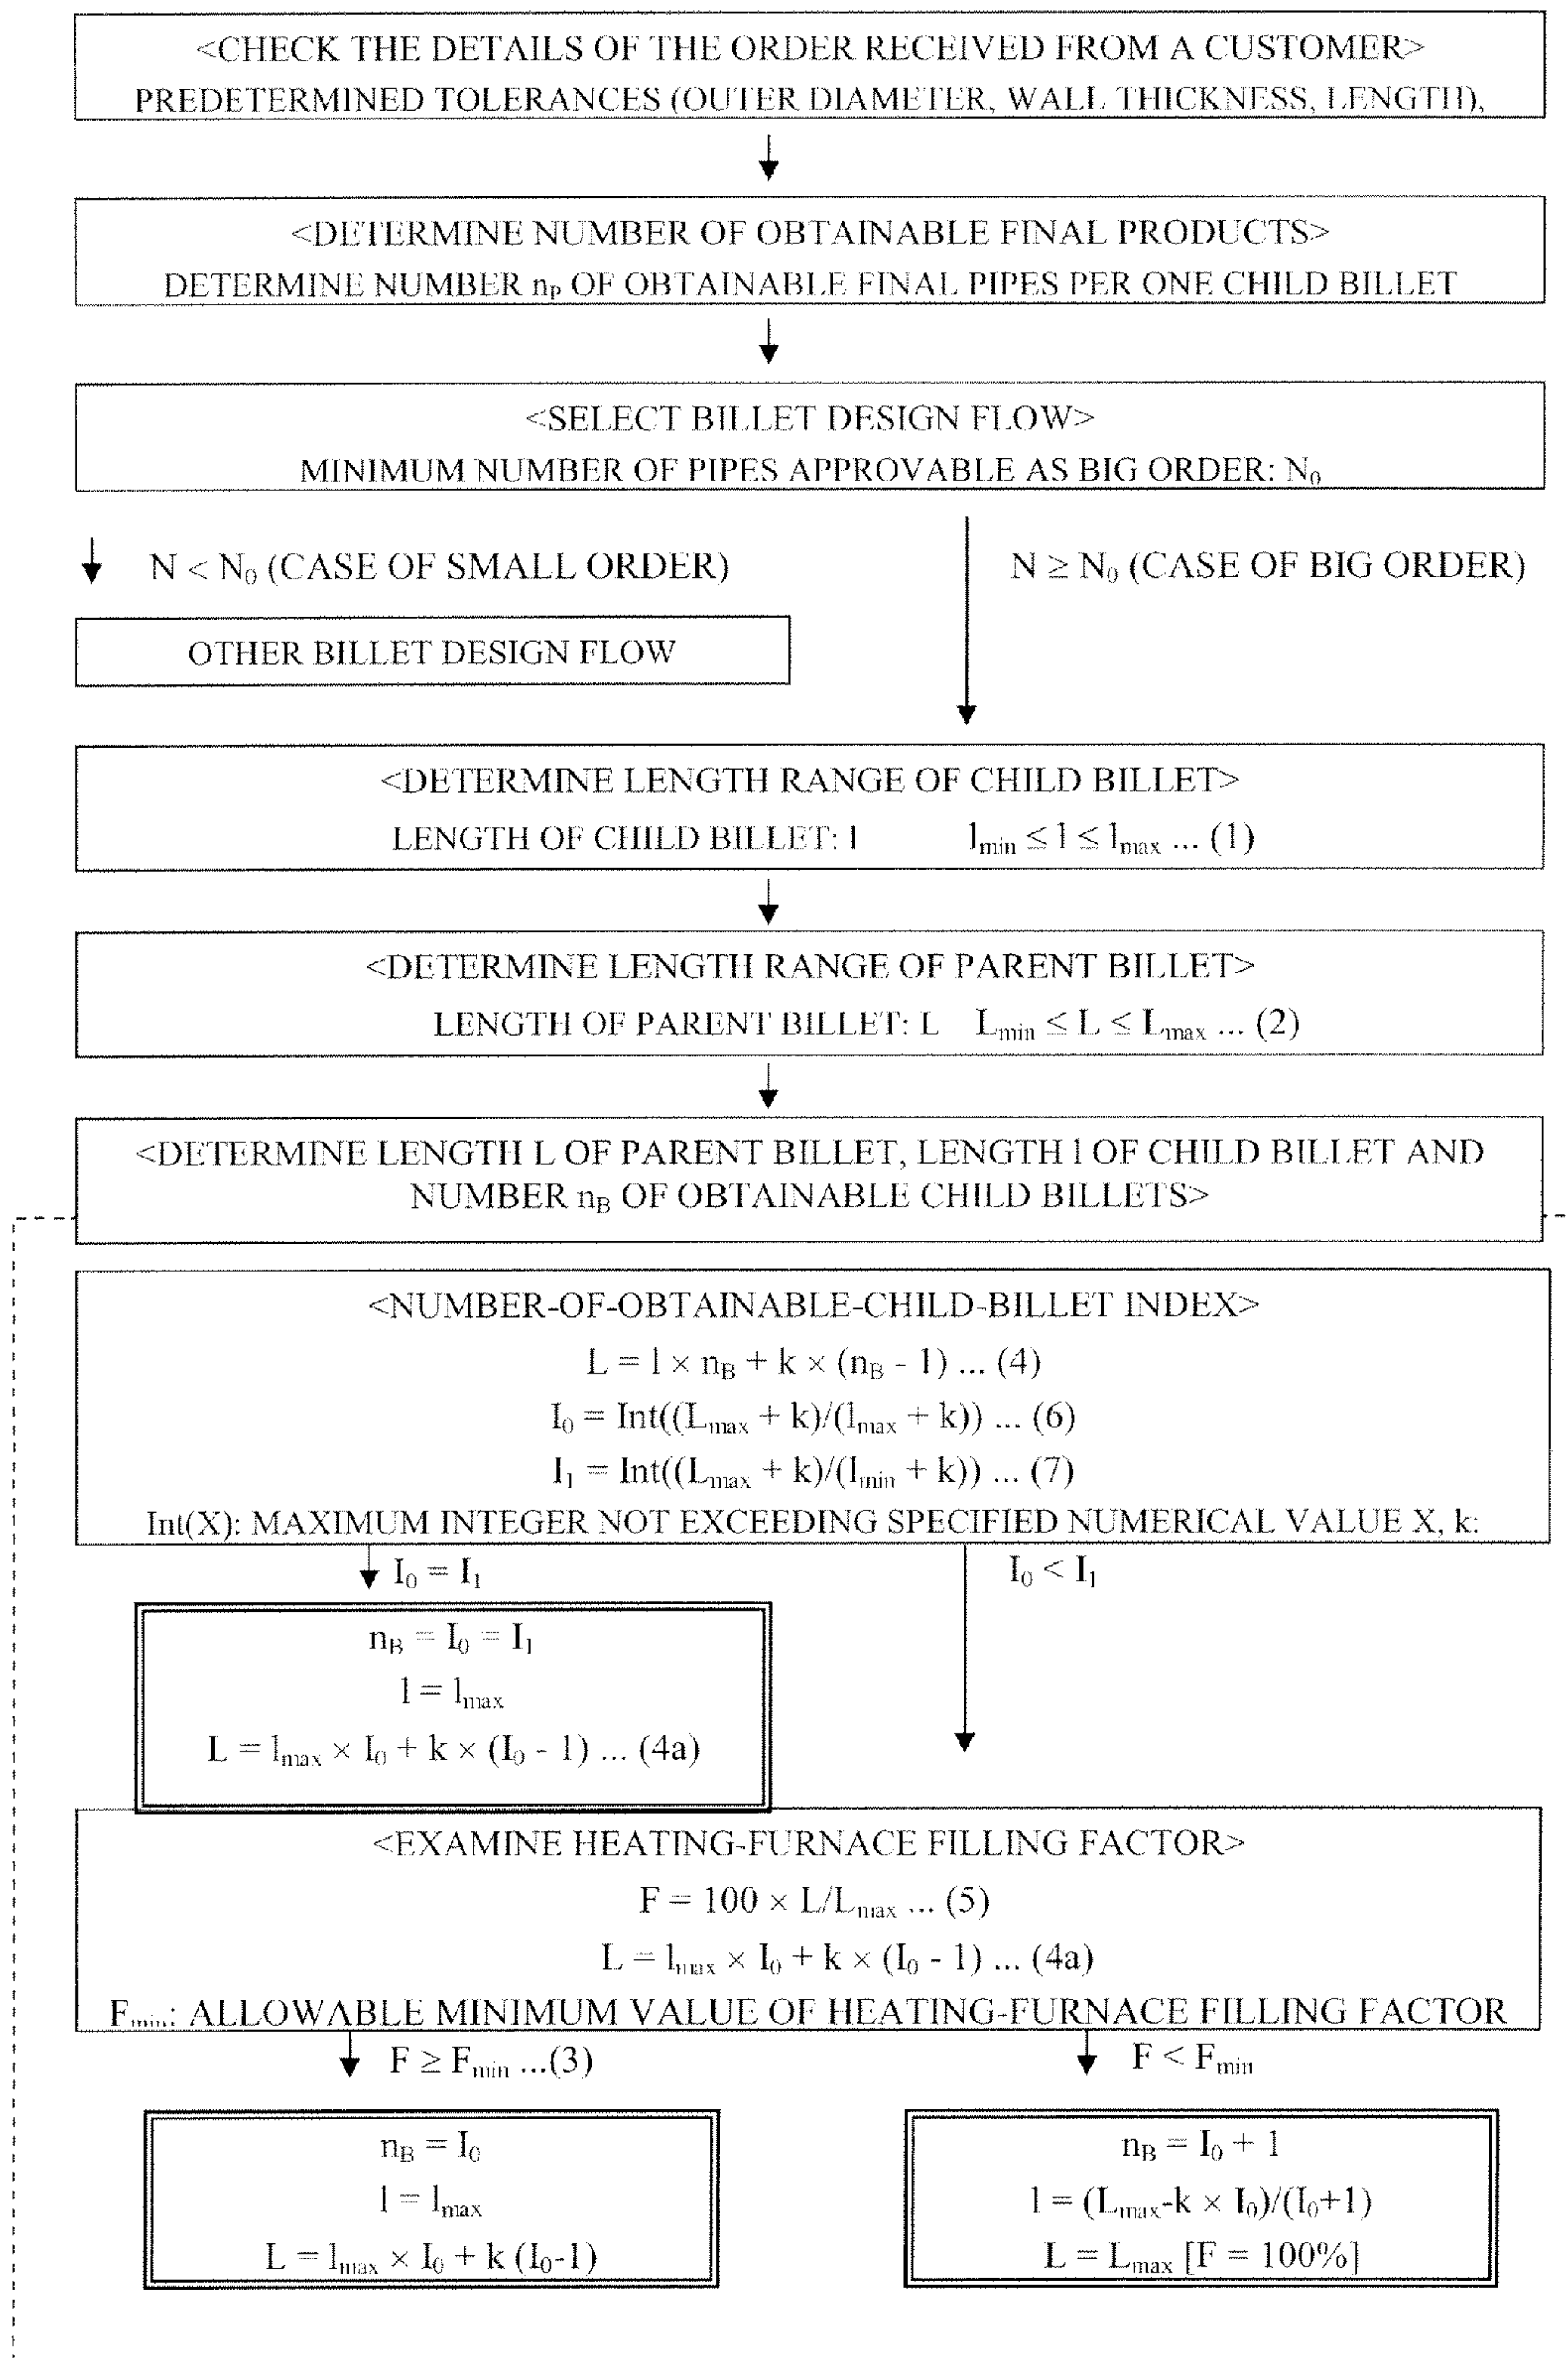 <CHECK THE DETAILS OF THE ORDER RECEIVED FROM A CUSTOMER>
PREDETERMINED TOLERANCES (OUTER DIAMETER, WALL THICKNESS, LENGTH),
<DETERMINE NUMBER OF OBTAINABLE FINAL PRODUCTS>
DETERMINE NUMBER nP OF OBTAINABLE FINAL PIPES PER ONE CHILD BILLET
<SELECT BILLET DESIGN FLOW>
MINIMUM NUMBER OF PIPES APPROVABLE AS BIG ORDER: N₀
N < N₀ (CASE OF SMALL ORDER)
N ≥ N₀ (CASE OF BIG ORDER)
OTHER BILLET DESIGN FLOW
<DETERMINE LENGTH RANGE OF CHILD BILLET>
LENGTH OF CHILD BILLET: l lmin ≤ l ≤ lmax ... (1)
<DETERMINE LENGTH RANGE OF PARENT BILLET>
LENGTH OF PARENT BILLET: L Lmin ≤ L ≤ Lmax ... (2)
<DETERMINE LENGTH L OF PARENT BILLET, LENGTH l OF CHILD BILLET AND
NUMBER nB OF OBTAINABLE CHILD BILLETS>
<NUMBER-OF-OBTAINABLE-CHILD-BILLET INDEX>
L = l × nB + k × (nB - 1) ... (4)
I₀ = Int((Lmax + k)/(lmax + k)) ... (6)
I₁ = Int((Lmax + k)/(lmin + k)) ... (7)
Int(X): MAXIMUM INTEGER NOT EXCEEDING SPECIFIED NUMERICAL VALUE X, k:
I₀ = I₁
I₀ < I₁
nB = I₀ = I₁
l = lmax
L = lmax × I₀ + k × (I₀ - 1) ... (4a)
<EXAMINE HEATING-FURNACE FILLING FACTOR>
F = 100 × L/Lmax ... (5)
L = lmax × I₀ + k × (I₀ - 1) ... (4a)
Fmin: ALLOWABLE MINIMUM VALUE OF HEATING-FURNACE FILLING FACTOR
F ≥ Fmin ...(3)
F < Fmin
nB = I₀
l = lmax
L = lmax × I₀ + k (I₀-1)
nB = I₀ + 1
l = (Lmax-k × I₀)/(I₀+1)
L = Lmax [F = 100%]